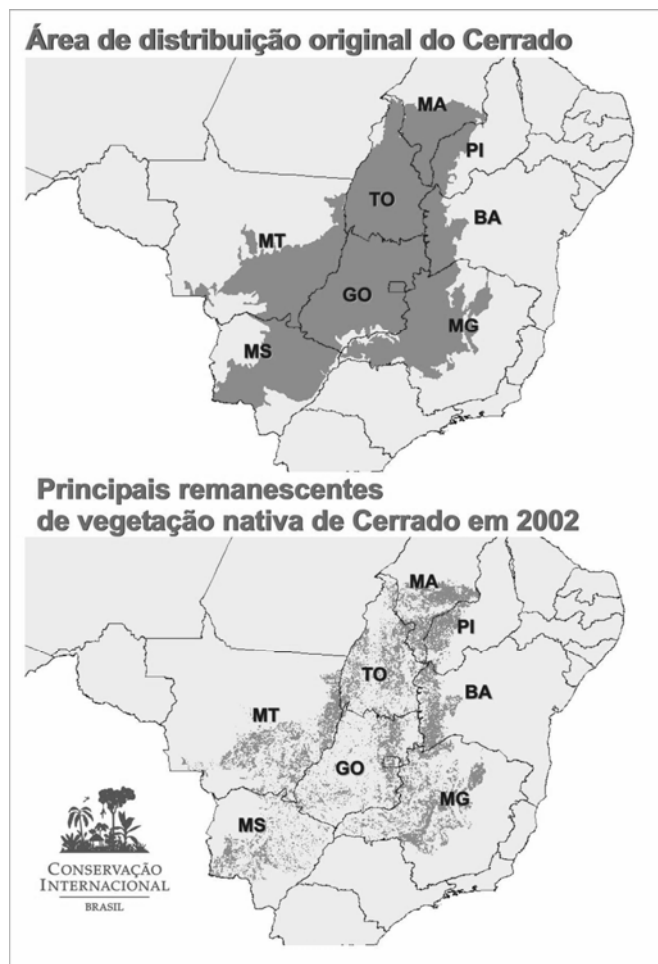 Área de distribuição original do Cerrado
MA
PI
TO
BA
MT
GO
MG
MS
Principais remanescentes
de vegetação nativa de Cerrado em 2002
MA
PI
TO
BA
MT
GO
MG
MS
CONSERVAÇÃO
INTERNACIONAL
BRASIL